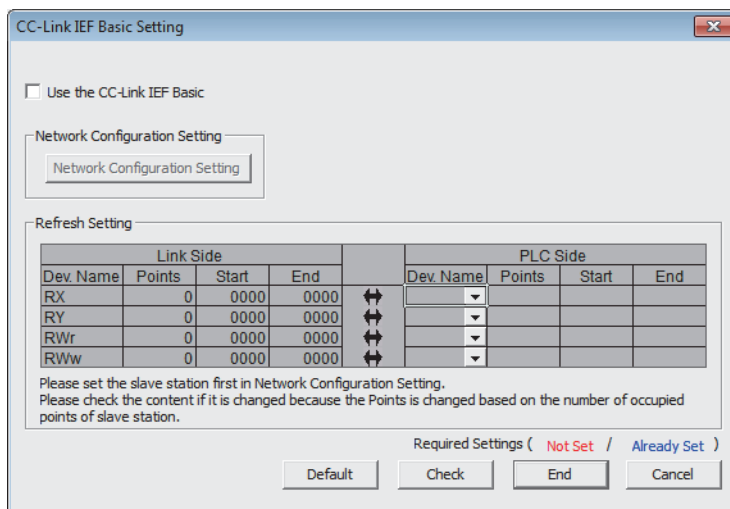 CC-Link IEF Basic Setting
Use the CC-Link IEF Basic
Network Configuration Setting
Network Configuration Setting
Refresh Setting
Link Side PLC Side
Dev. Name Points Start End Dev. Name Points Start End
RX 0 0000 0000
RY 0 0000 0000
RWr 0 0000 0000
RWw 0 0000 0000
Please set the slave station first in Network Configuration Setting.
Please check the content if it is changed because the Points is changed based on the number of occupied
points of slave station.
Required Settings ( Not Set / Already Set )
Default Check End Cancel